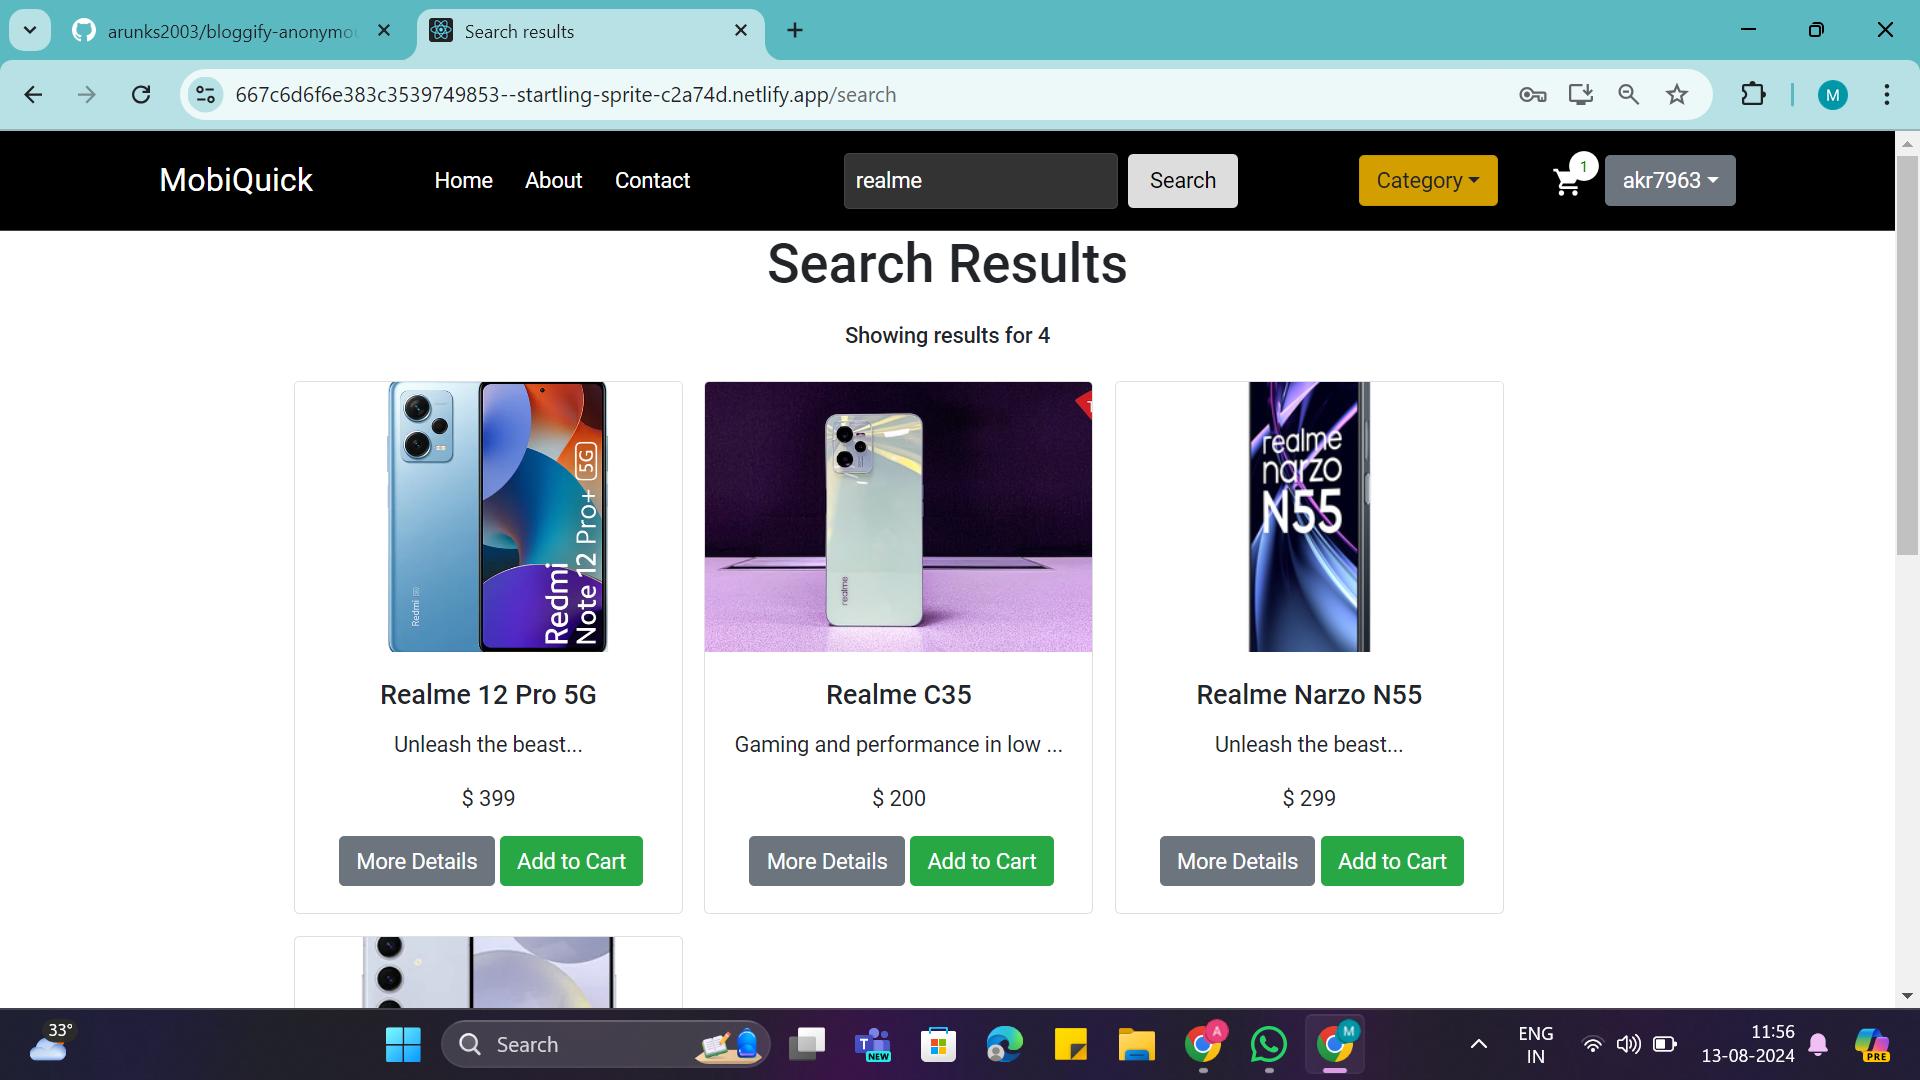 arunks2003/bloggify-anonymou
Search results
667c6d6f6e383c3539749853--startling-sprite-c2a74d.netlify.app/search
M
MobiQuick
Home
About
Contact
realme
Search
Category
1
akr7963
Search Results
Showing results for 4
Redmi
Redmi
Note 12 Pro+ 5G
realme
realme
narzo
N55
Realme 12 Pro 5G
Realme C35
Realme Narzo N55
Unleash the beast...
Gaming and performance in low ...
Unleash the beast...
$ 399
$ 200
$ 299
More Details
Add to Cart
More Details
Add to Cart
More Details
Add to Cart
33°
Search
T
NEW
A
M
ENG
IN
11:56
13-08-2024
PRE